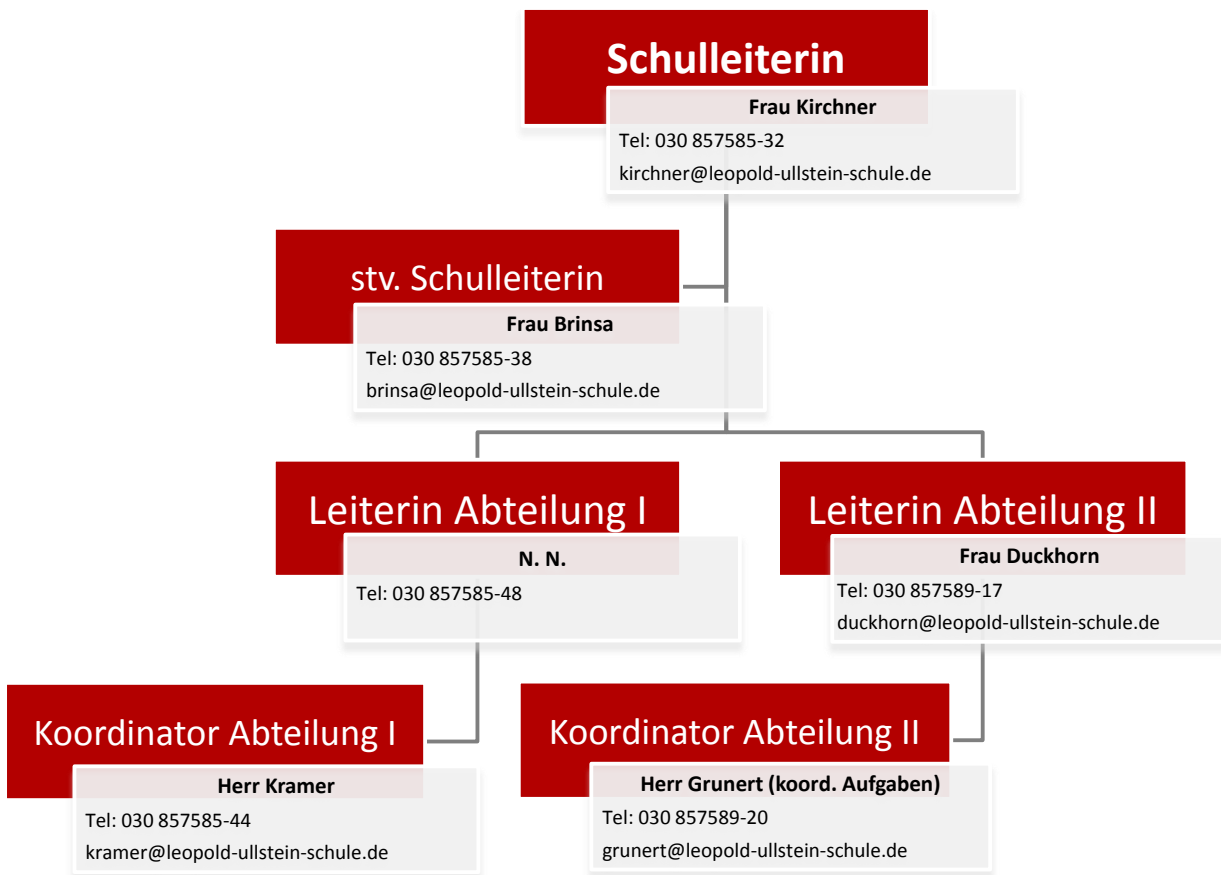 Schulleiterin
Frau Kirchner
Tel: 030 857585-32
kirchner@leopold-ullstein-schule.de
stv. Schulleiterin
Frau Brinsa
Tel: 030 857585-38
brinsa@leopold-ullstein-schule.de
Leiterin Abteilung I
N. N.
Tel: 030 857585-48
Leiterin Abteilung II
Frau Duckhorn
Tel: 030 857589-17
duckhorn@leopold-ullstein-schule.de
Koordinator Abteilung I
Herr Kramer
Tel: 030 857585-44
kramer@leopold-ullstein-schule.de
Koordinator Abteilung II
Herr Grunert (koord. Aufgaben)
Tel: 030 857589-20
grunert@leopold-ullstein-schule.de